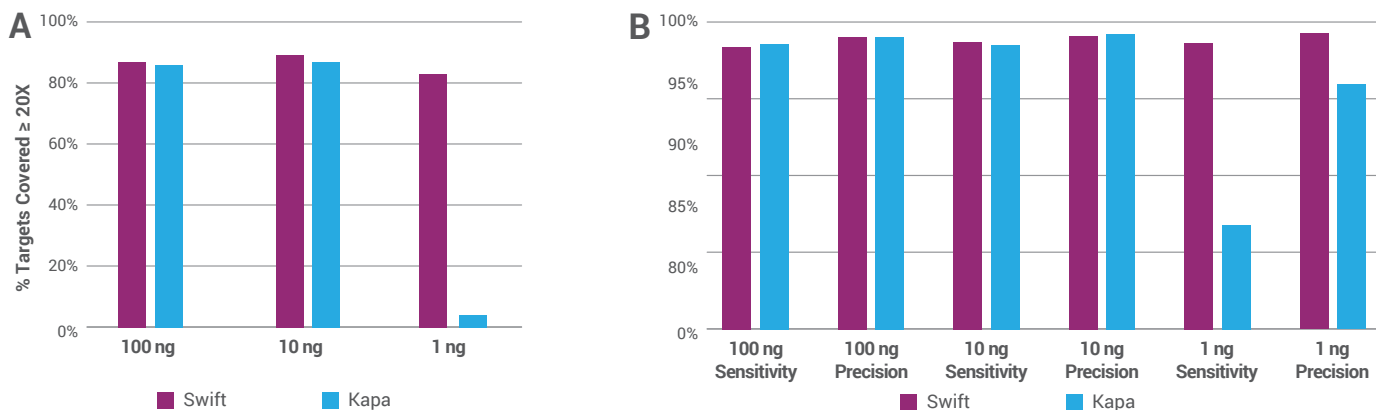 A
% Targets Covered ≥ 20X
100%
80%
60%
40%
20%
0%
100 ng
10 ng
1 ng
Swift
Kapa
B
100%
95%
90%
85%
80%
0%
100 ng
Sensitivity
100 ng
Precision
10 ng
Sensitivity
10 ng
Precision
1 ng
Sensitivity
1 ng
Precision
Swift
Kapa